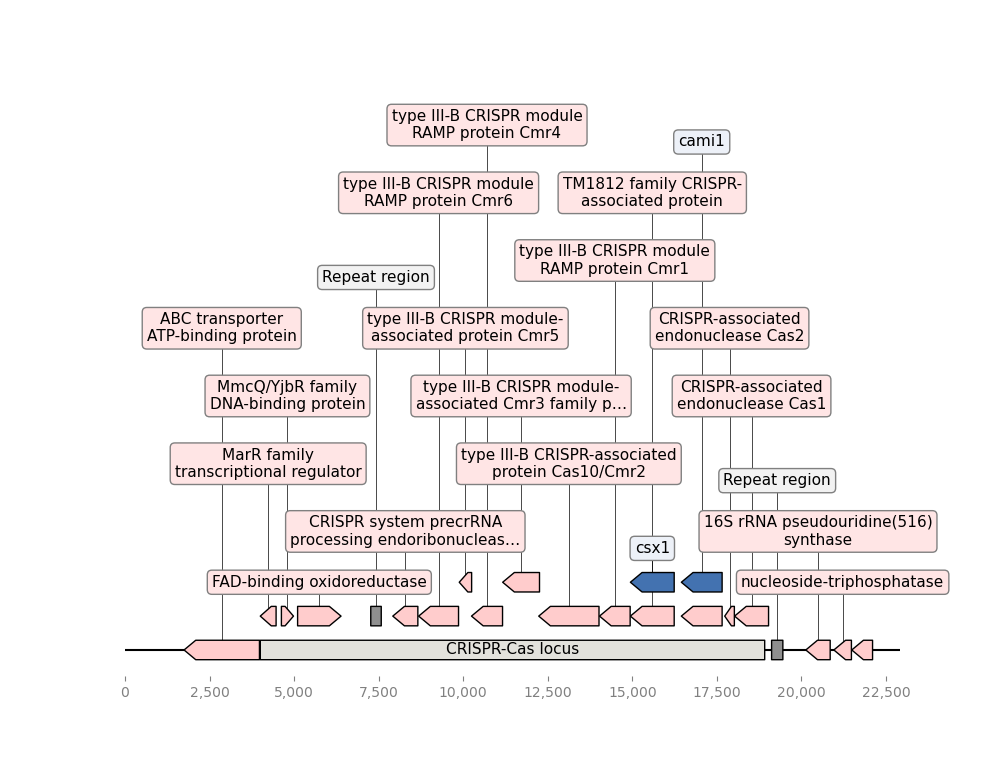 type III-B CRISPR module
RAMP protein Cmr4
cami1
type III-B CRISPR module
RAMP protein Cmr6
TM1812 family CRISPR-
associated protein
type III-B CRISPR module
RAMP protein Cmr1
Repeat region
ABC transporter
ATP-binding protein
type III-B CRISPR module-
associated protein Cmr5
CRISPR-associated
endonuclease Cas2
MmcQ/YjbR family
DNA-binding protein
type III-B CRISPR module-
associated Cmr3 family p…
CRISPR-associated
endonuclease Cas1
MarR family
transcriptional regulator
type III-B CRISPR-associated
protein Cas10/Cmr2
Repeat region
CRISPR system precrRNA
processing endoribonucleas…
16S rRNA pseudouridine(516)
synthase
csx1
FAD-binding oxidoreductase
nucleoside-triphosphatase
CRISPR-Cas locus
0 2,500 5,000 7,500 10,000 12,500 15,000 17,500 20,000 22,500